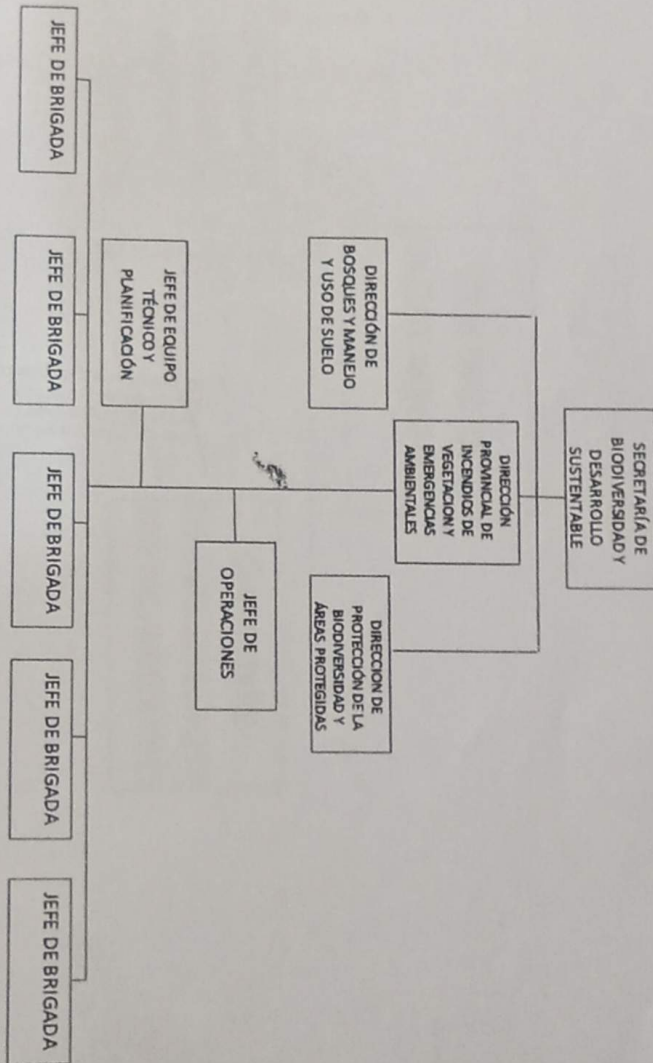 SECRETARÍA DE
BIODIVERSIDAD Y
DESARROLLO
SUSTENTABLE
DIRECCIÓN DE
BOSQUES Y MANEJO
Y USO DE SUELO
DIRECCIÓN
PROVINCIAL DE
INCENDIOS DE
VEGETACION Y
EMERGENCIAS
AMBIENTALES
DIRECCION DE
PROTECCIÓN DE LA
BIODIVERSIDAD Y
ÁREAS PROTEGIDAS
JEFE DE
OPERACIONES
JEFE DE EQUIPO
TÉCNICO Y
PLANIFICACIÓN
JEFE DE BRIGADA
JEFE DE BRIGADA
JEFE DE BRIGADA
JEFE DE BRIGADA
JEFE DE BRIGADA